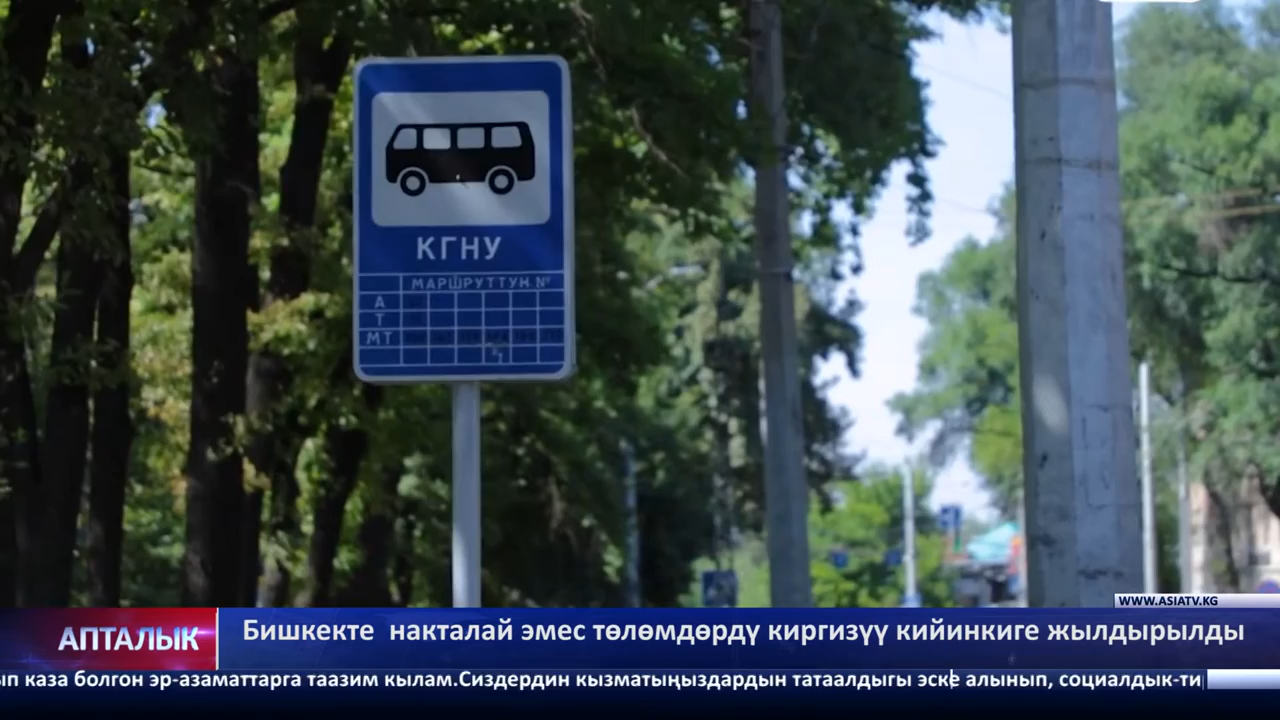 КГНУ
МАРШРУТТУН №
А
Т
МТ
WWW.ASIATV.KG
АПТАЛЫК
Бишкекте накталай эмес төлөмдөрдү киргизүү кийинкиге жылдырылды
каза болгон эр-азаматтарга таазим кылам.Сиздердин кызматыңыздардын татаалдыгы эске алынып, социалдык-ти